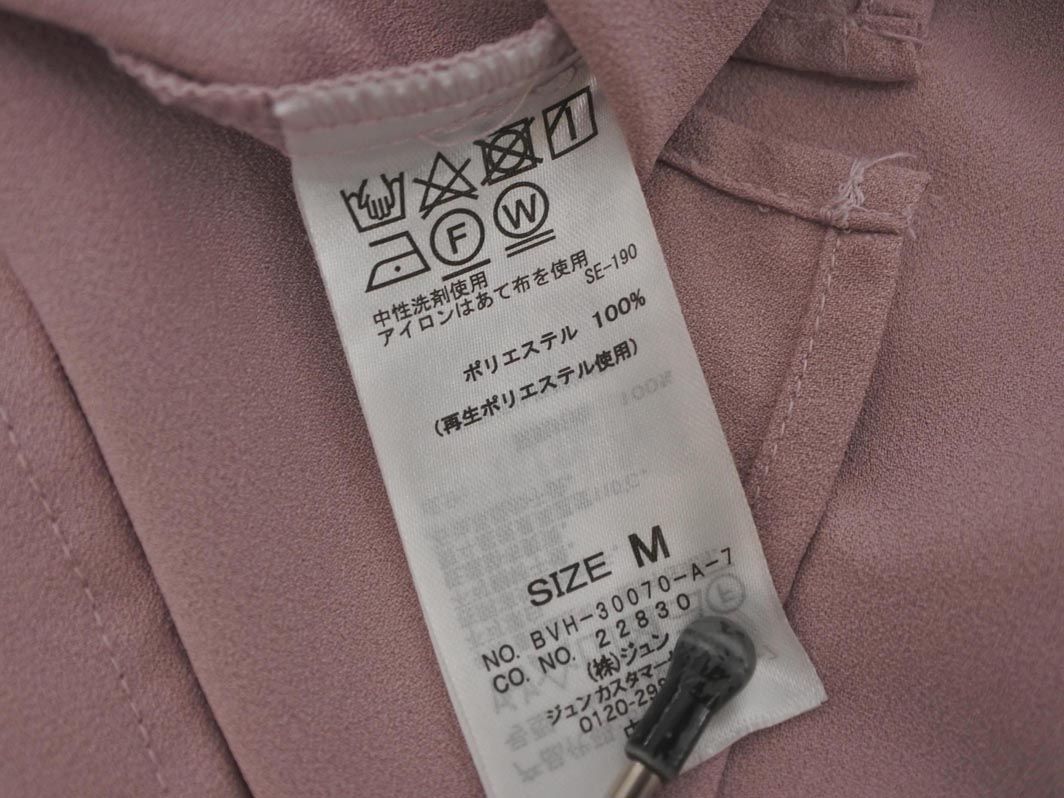 F W
中性洗剤使用
アイロンはあて布を使用
SE-190
ポリエステル 100%
(再生ポリエステル使用)
SIZE M
NO. BVH-30070-A-7
CO. NO. 22830
(株)ジュン
ジュンカスタマー
0120-298